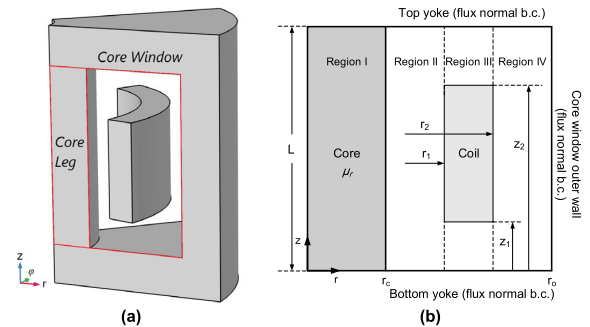 Core Window
Core
Leg
z
φ
r
(a)
Top yoke (flux normal b.c.)
Region I
Region II
Region III
Region IV
L
Core
μr
r2
r1
Coil
z2
z1
z
r
rc
ro
Bottom yoke (flux normal b.c.)
Core window outer wall
(flux normal b.c.)
(b)